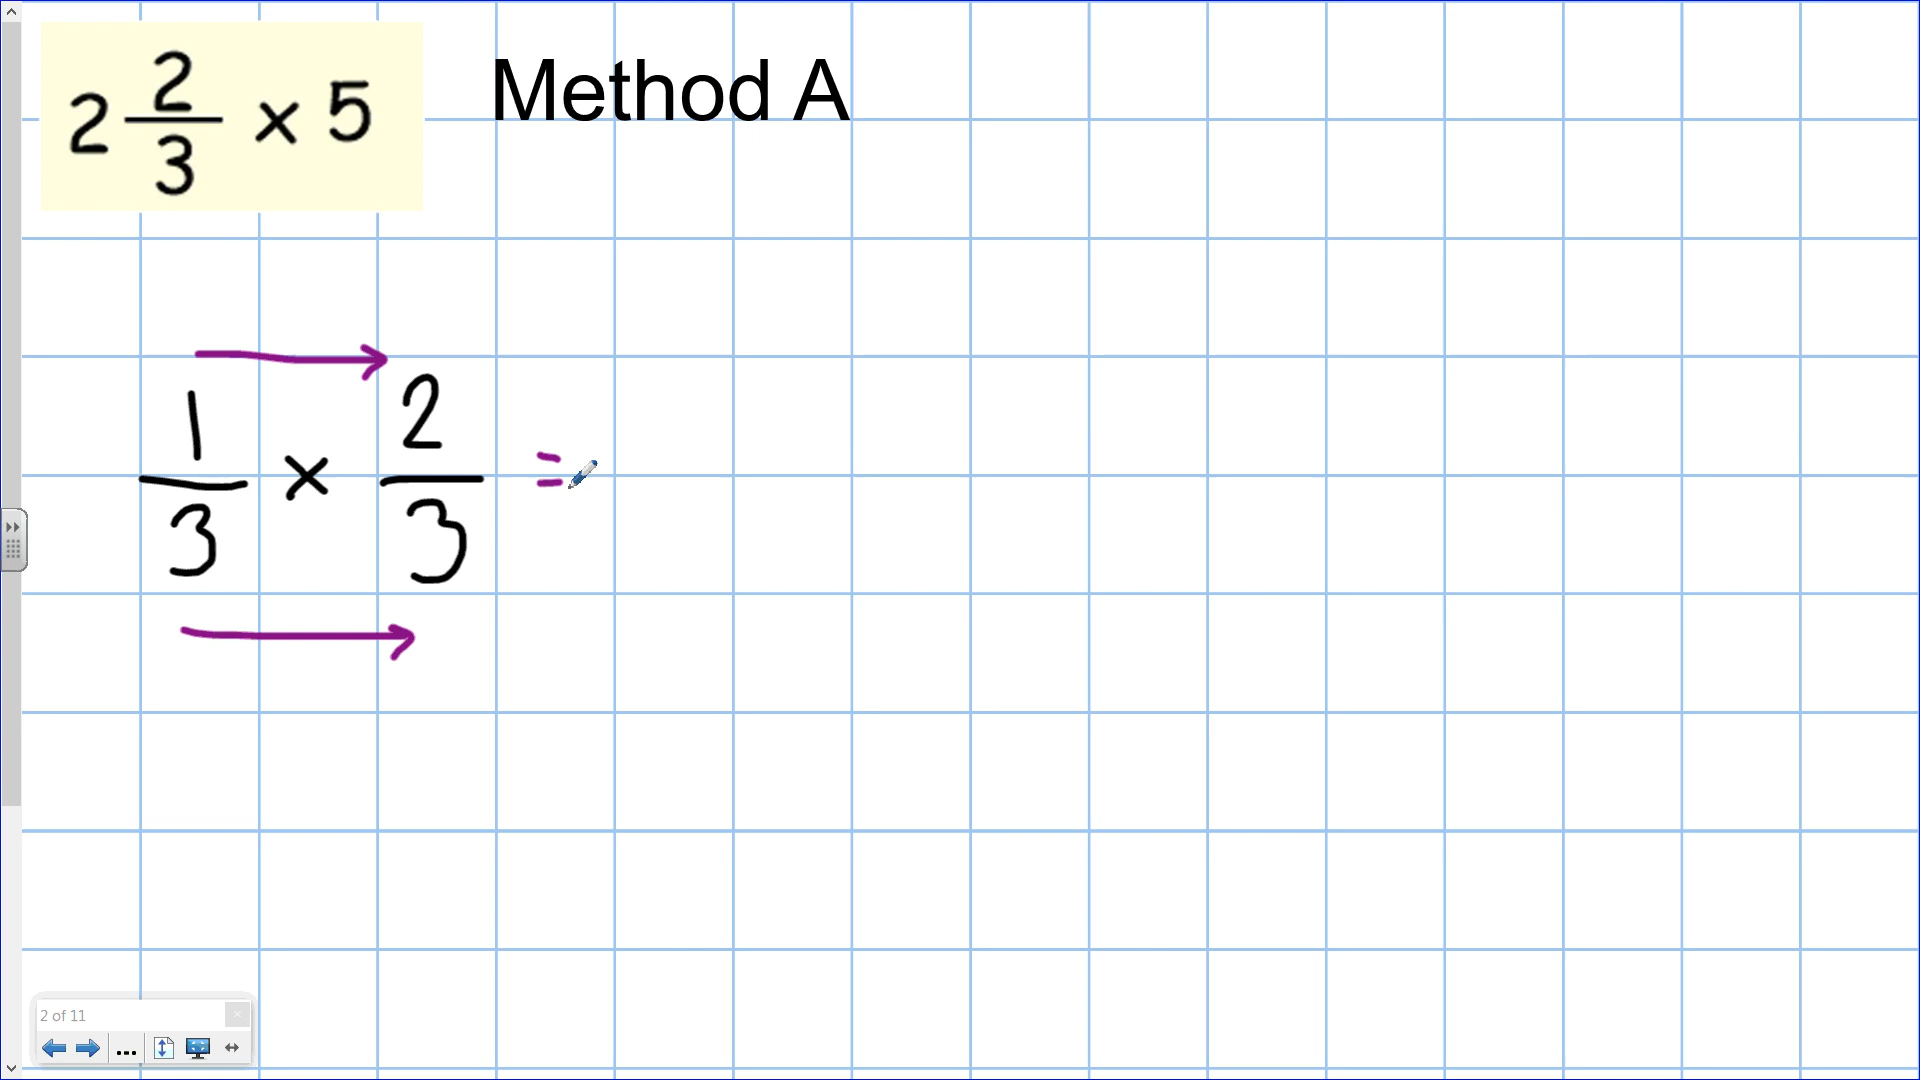 2 2/3 × 5
Method A
1/3 × 2/3 =
2 of 11